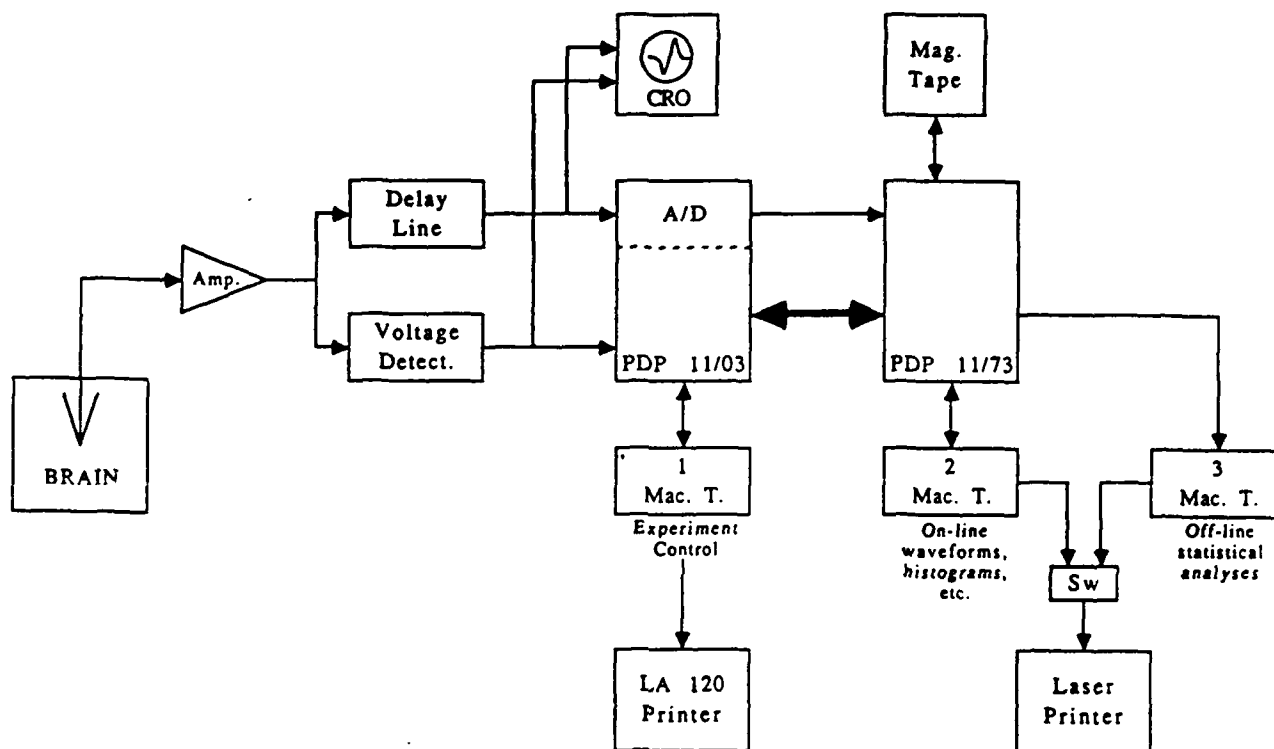 CRO
Mag.
Tape
Delay
Line
A/D
Amp.
Voltage
Detect.
PDP 11/03
PDP 11/73
BRAIN
1
Mac. T.
Experiment
Control
2
Mac. T.
On-line
waveforms,
histograms,
etc.
3
Mac. T.
Off-line
statistical
analyses
Sw
LA 120
Printer
Laser
Printer